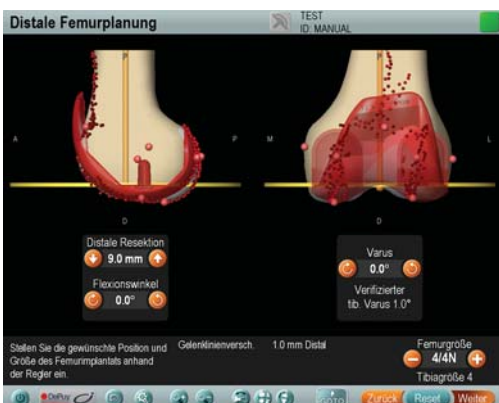 Distale Femurplanung
TEST
ID: MANUAL
P
P
A
P
M
L
D
D
Distale Resektion
9.0 mm
Flexionswinkel
0.0°
Varus
0.0°
Verifizierter
tib. Varus 1.0°
Stellen Sie die gewünschte Position und
Größe des Femurimplantats anhand
der Regler ein.
Gelenklinienversch.
1.0 mm Distal
Femurgröße
4/4N
Tibiagröße 4
DePuy
GOTO
Zurück
Reset
Weiter